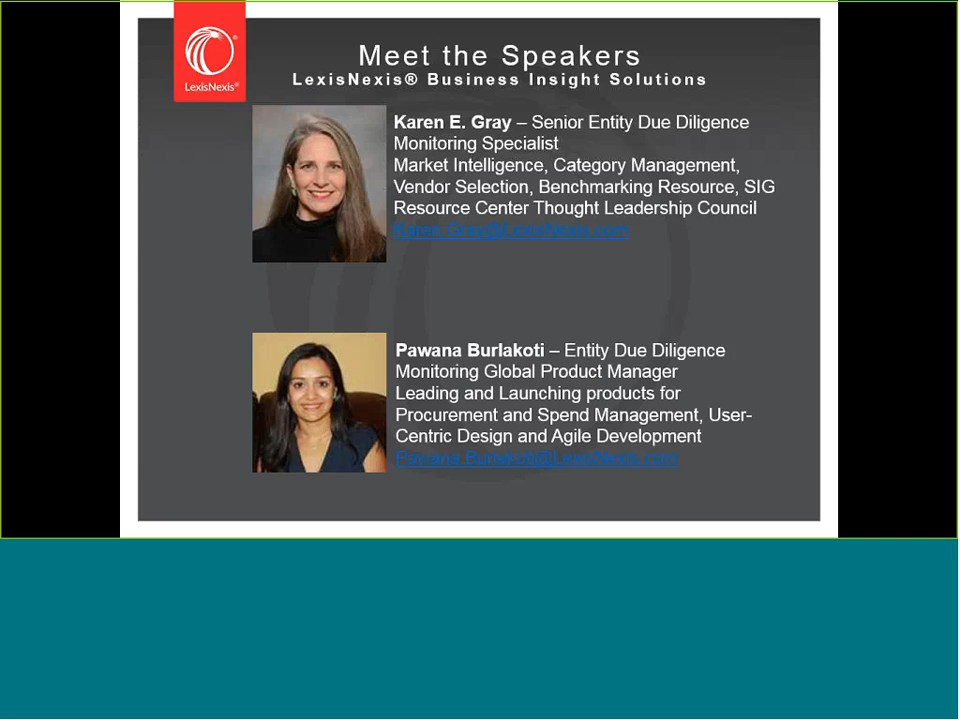 LexisNexis®
Meet the Speakers
LexisNexis® Business Insight Solutions
Karen E. Gray – Senior Entity Due Diligence
Monitoring Specialist
Market Intelligence, Category Management,
Vendor Selection, Benchmarking Resource, SIG
Resource Center Thought Leadership Council
Karen.Gray@LexisNexis.com
Pawana Burlakoti – Entity Due Diligence
Monitoring Global Product Manager
Leading and Launching products for
Procurement and Spend Management, User-
Centric Design and Agile Development
Pawana.Burlakoti@LexisNexis.com